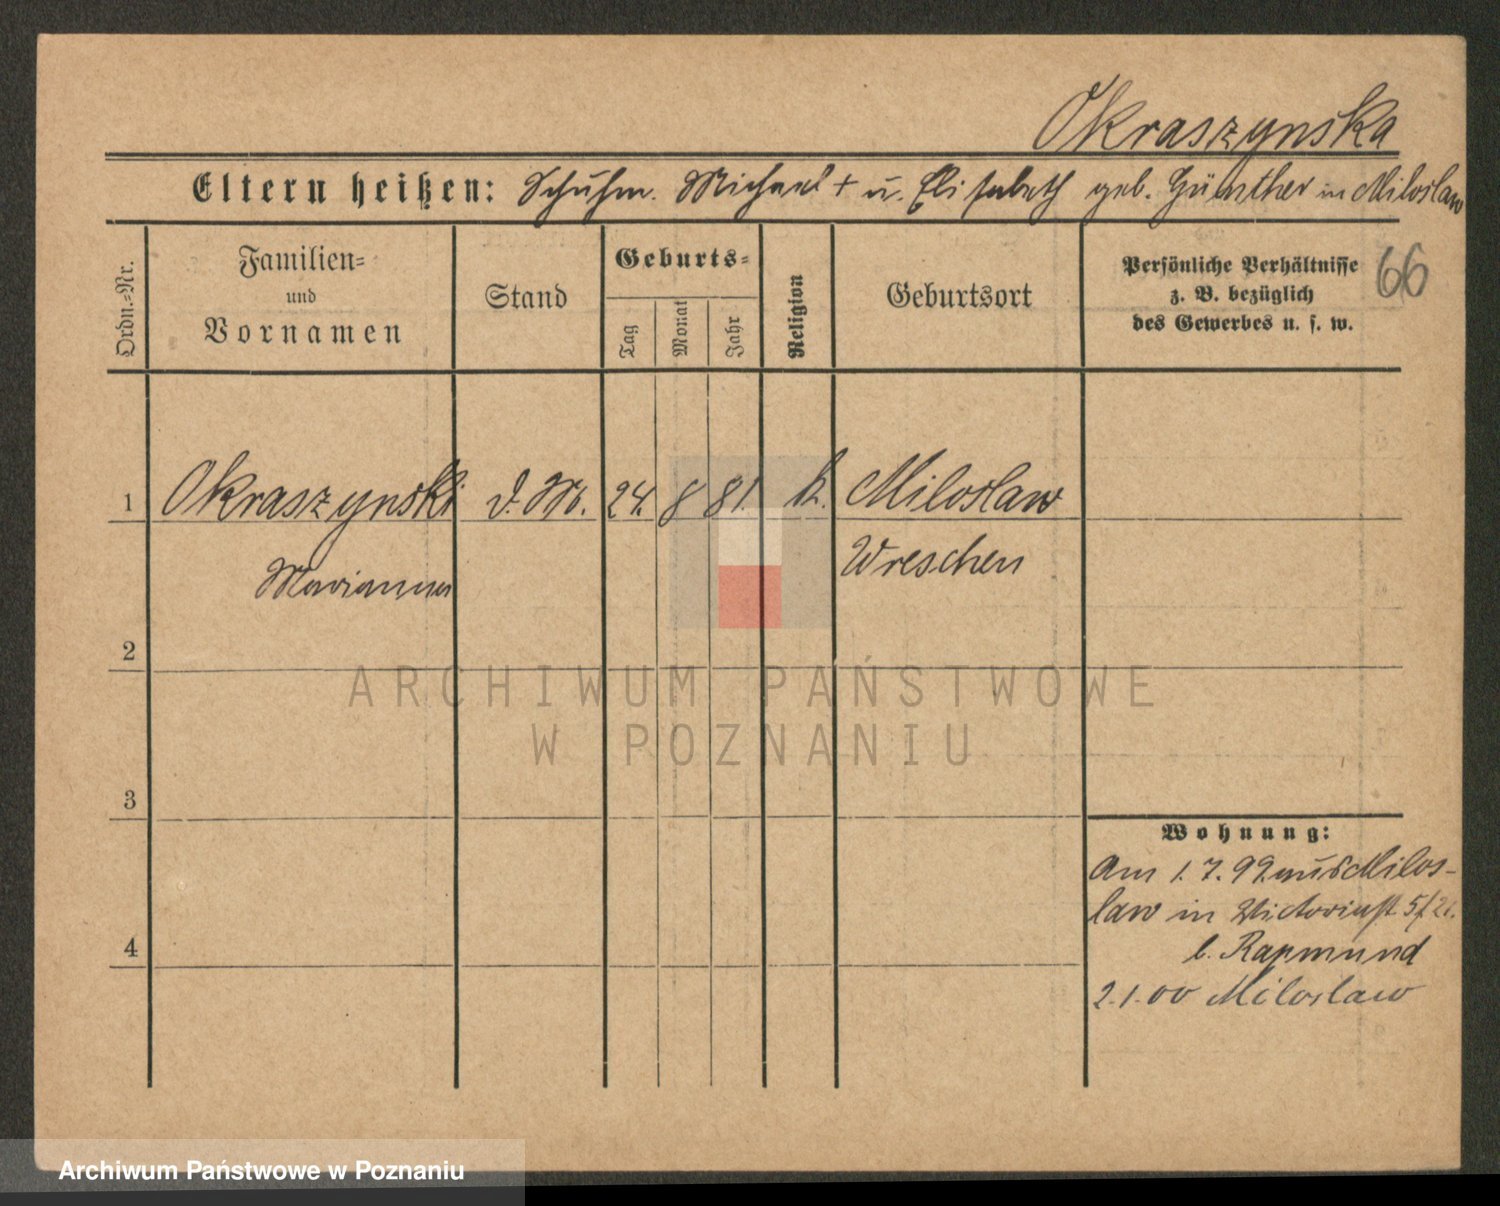 Okraszynska
Eltern heißen: Schuhm. Michael + u. Elisabeth geb. Günther in Miloslaw
Ordn.=Nr.
Familien=
und
Vornamen
Stand
Geburts=
Tag
Monat
Jahr
Religion
Geburtsort
Persönliche Verhältnisse
z. B. bezüglich
des Gewerbes u. s. w.
66
1 Okraszynski d. M. 24. 8 81. k. Miloslaw
Marianna Wreschen
2
3
4
Wohnung:
Am 1. 7. 99 aus Milos-
law in Victoriast
b. Rapmund
2.1.00 Miloslaw
ARCHIWUM PAŃSTWOWE
W POZNANIU
Archiwum Państwowe w Poznaniu